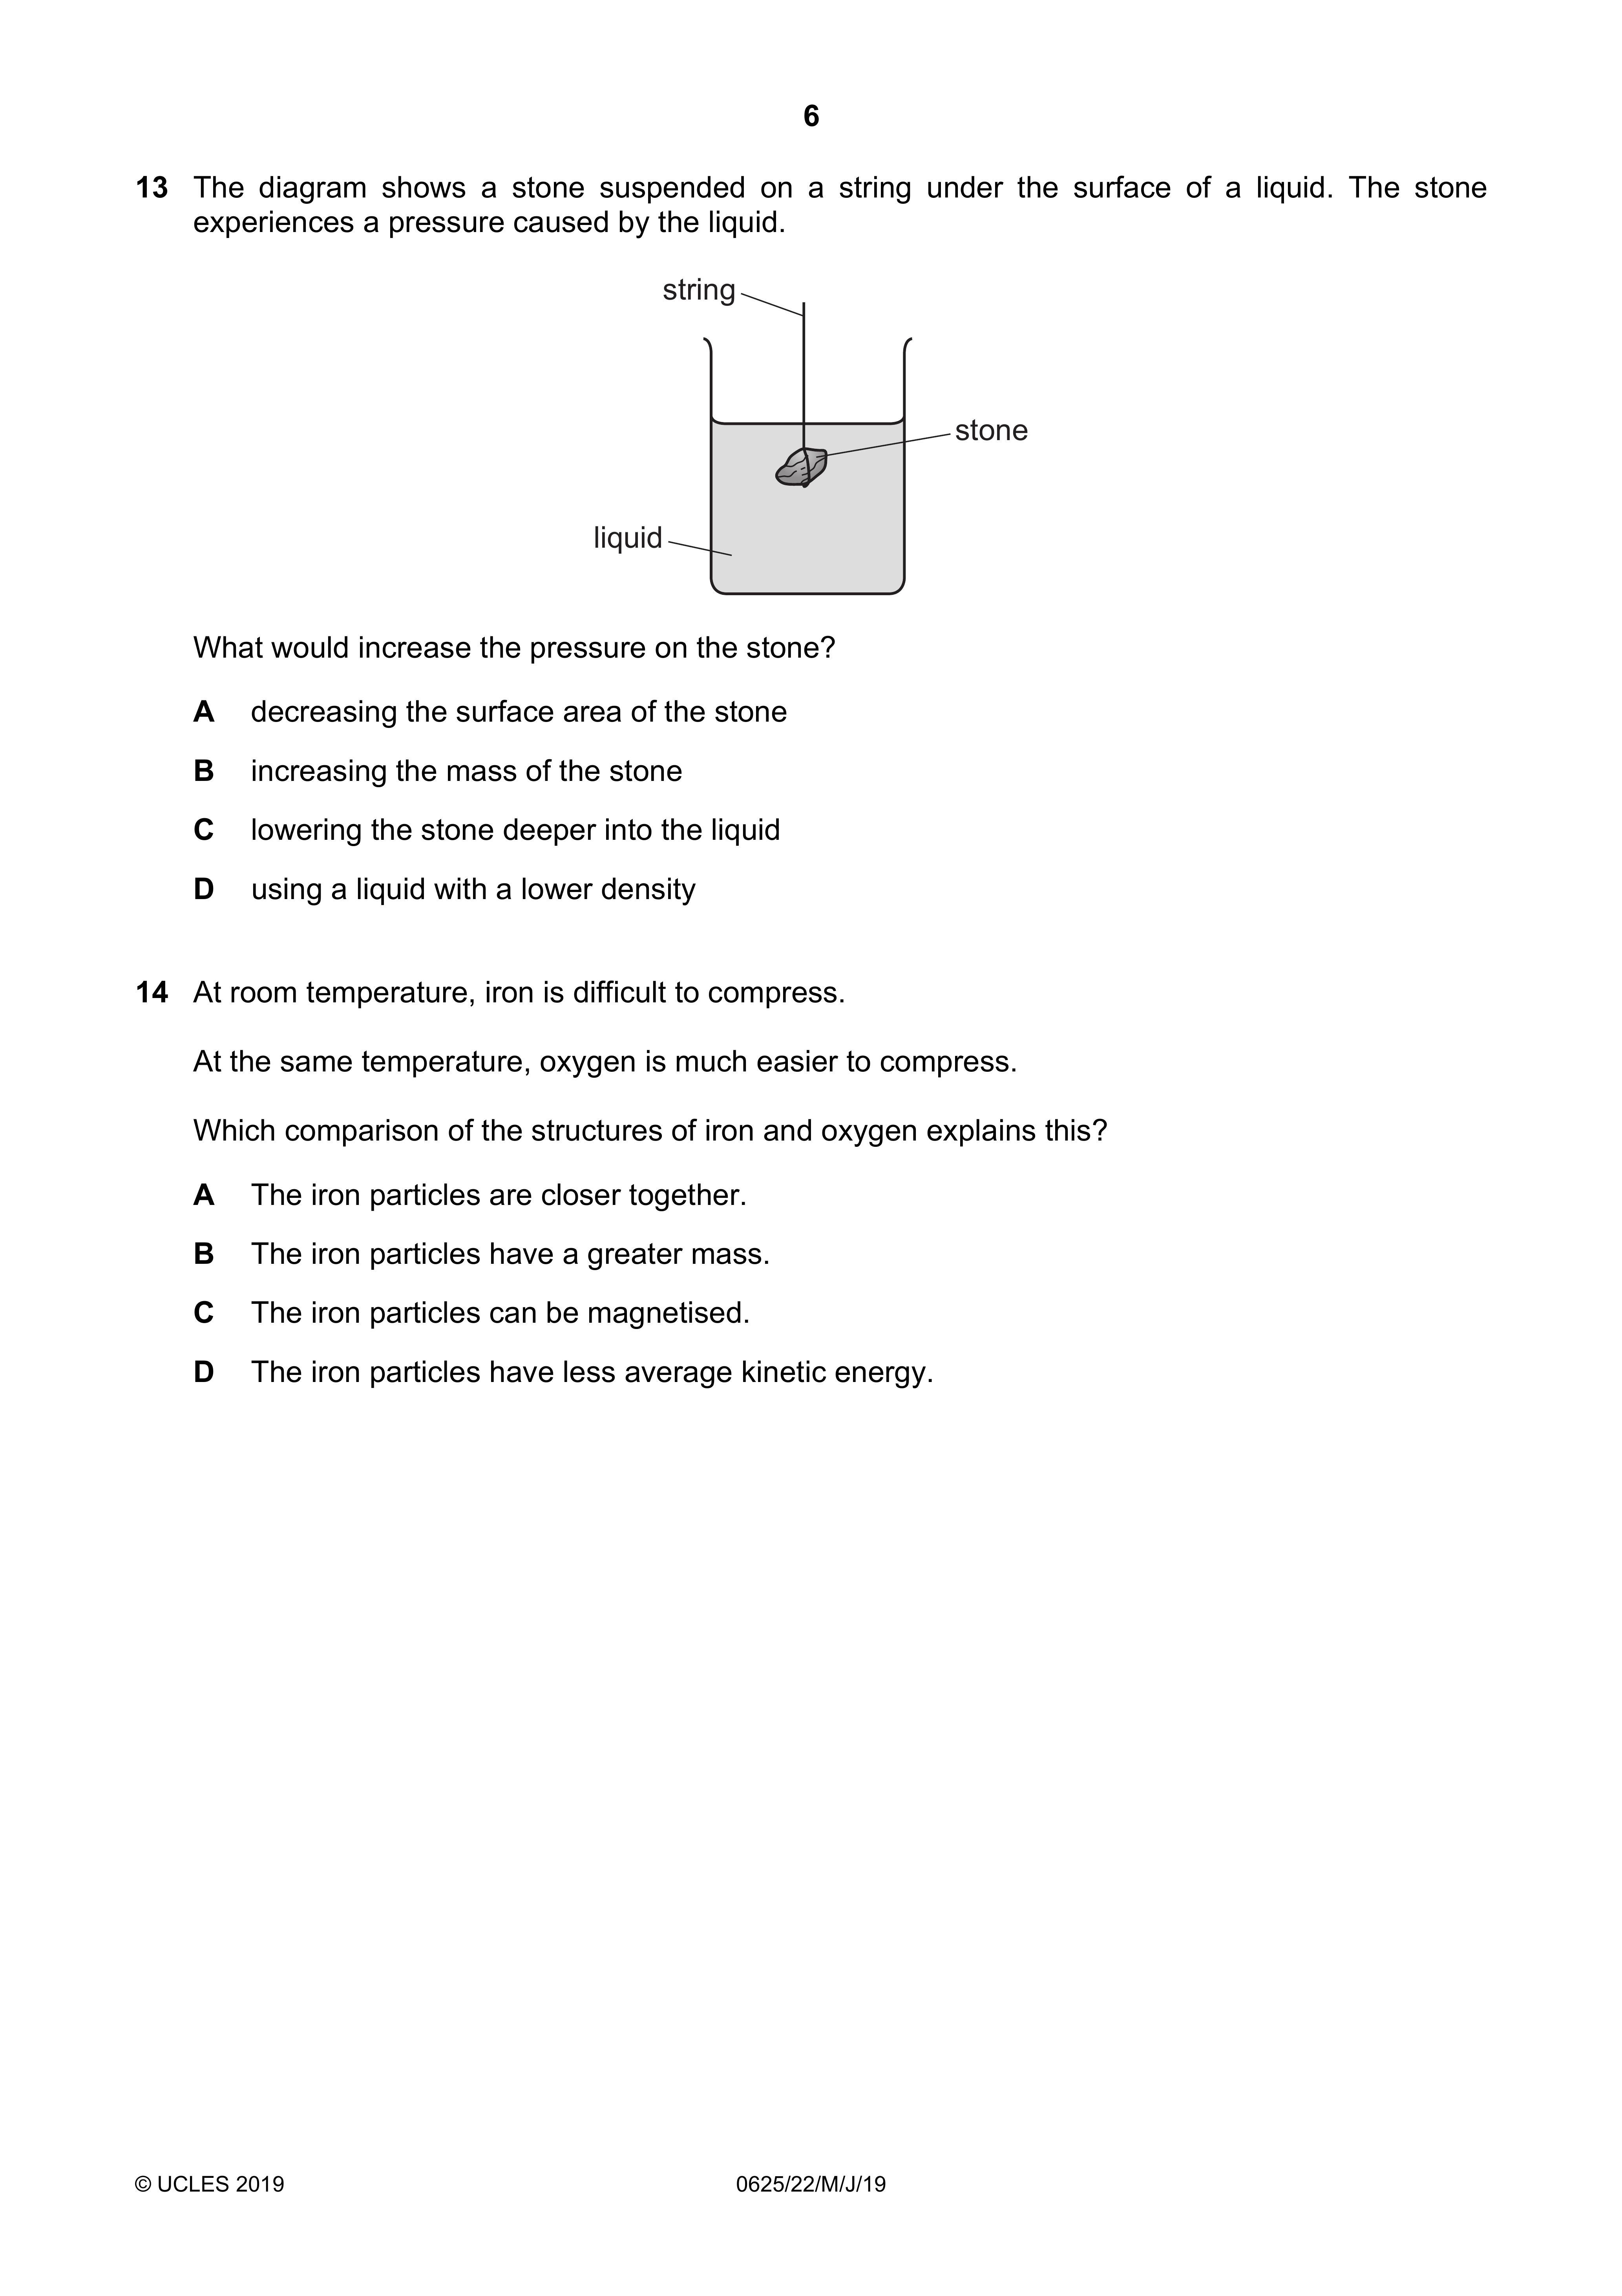 6
13 The diagram shows a stone suspended on a string under the surface of a liquid. The stone
experiences a pressure caused by the liquid.
string
stone
liquid
What would increase the pressure on the stone?
A decreasing the surface area of the stone
B increasing the mass of the stone
C lowering the stone deeper into the liquid
D using a liquid with a lower density
14 At room temperature, iron is difficult to compress.
At the same temperature, oxygen is much easier to compress.
Which comparison of the structures of iron and oxygen explains this?
A The iron particles are closer together.
B The iron particles have a greater mass.
C The iron particles can be magnetised.
D The iron particles have less average kinetic energy.
© UCLES 2019 0625/22/M/J/19